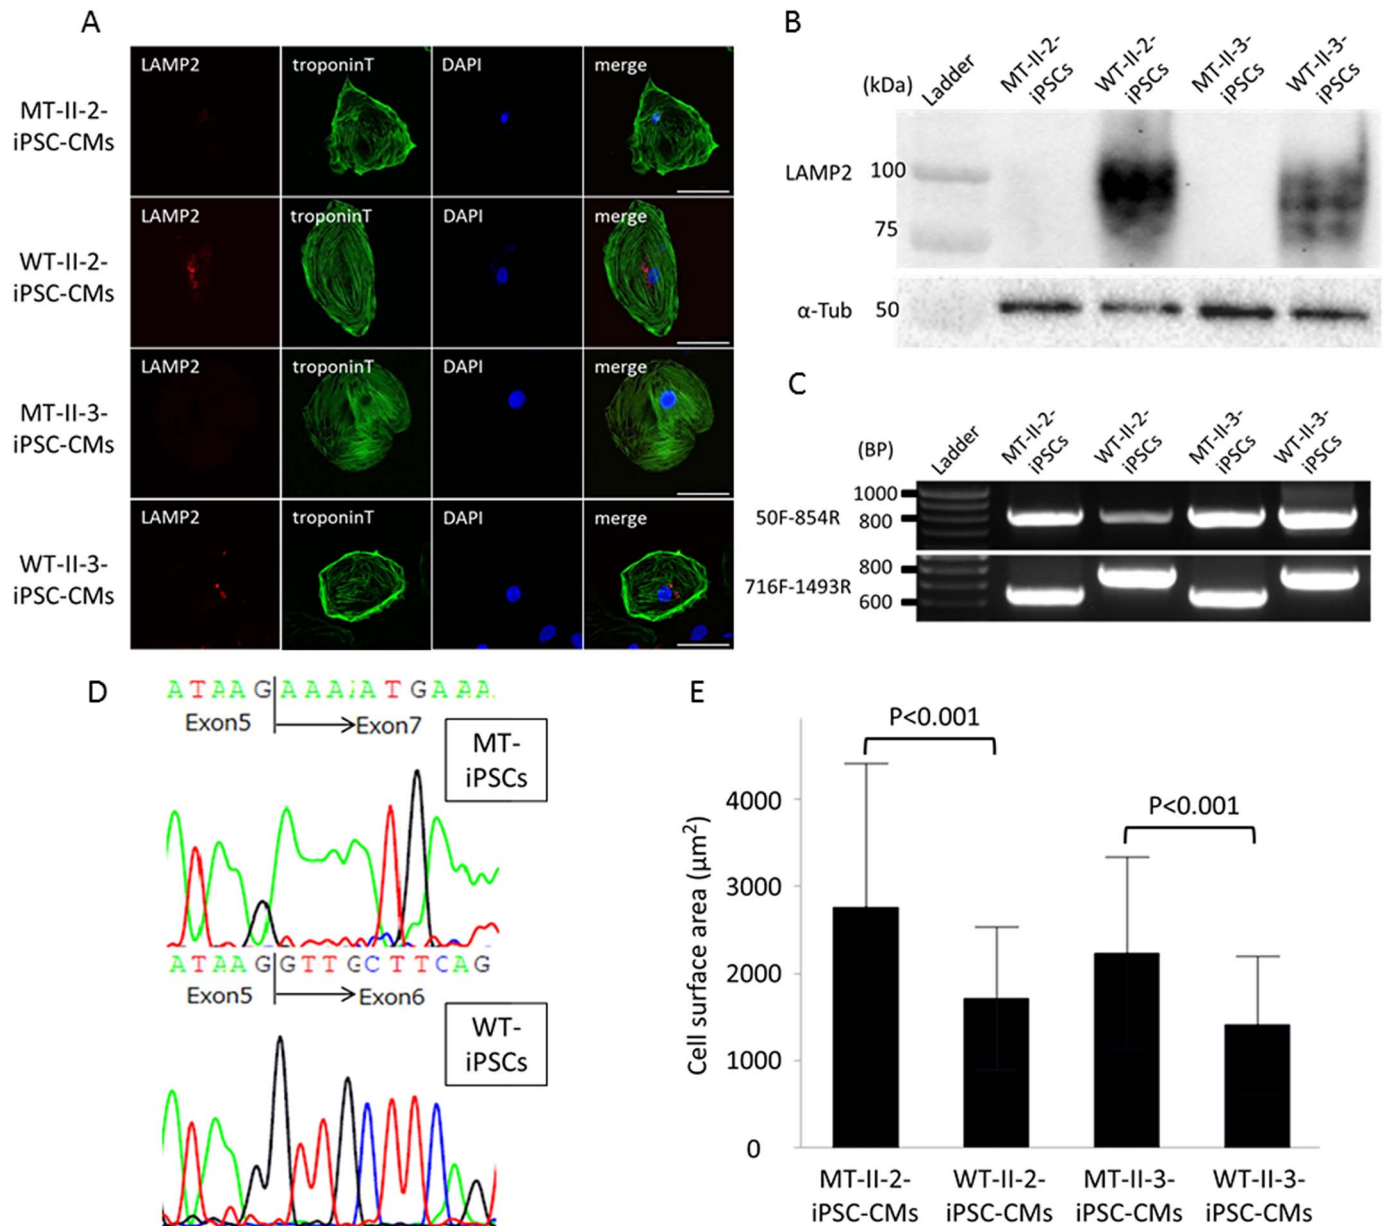 A
LAMP2 troponinT DAPI merge
MT-II-2-
iPSC-CMs
LAMP2 troponinT DAPI merge
WT-II-2-
iPSC-CMs
LAMP2 troponinT DAPI merge
MT-II-3-
iPSC-CMs
LAMP2 troponinT DAPI merge
WT-II-3-
iPSC-CMs
B
(kDa)
Ladder
MT-II-2-
iPSCs
WT-II-2-
iPSCs
MT-II-3-
iPSCs
WT-II-3-
iPSCs
LAMP2 100
75
α-Tub 50
C
(BP)
Ladder
MT-II-2-
iPSCs
WT-II-2-
iPSCs
MT-II-3-
iPSCs
WT-II-3-
iPSCs
1000
50F-854R 800
800
716F-1493R
600
D
ATAAGAAAATGAAA
Exon5 Exon7
MT-
iPSCs
ATAAGGTTGCTTCAG
Exon5 Exon6
WT-
iPSCs
E
P<0.001
P<0.001
Cell surface area (μm²)
4000
3000
2000
1000
0
MT-II-2-
iPSC-CMs
WT-II-2-
iPSC-CMs
MT-II-3-
iPSC-CMs
WT-II-3-
iPSC-CMs